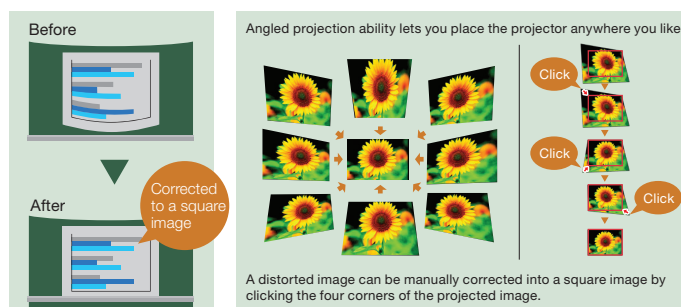 Before
After
Corrected
to a square
image
Angled projection ability lets you place the projector anywhere you like
Click
Click
Click
A distorted image can be manually corrected into a square image by
clicking the four corners of the projected image.